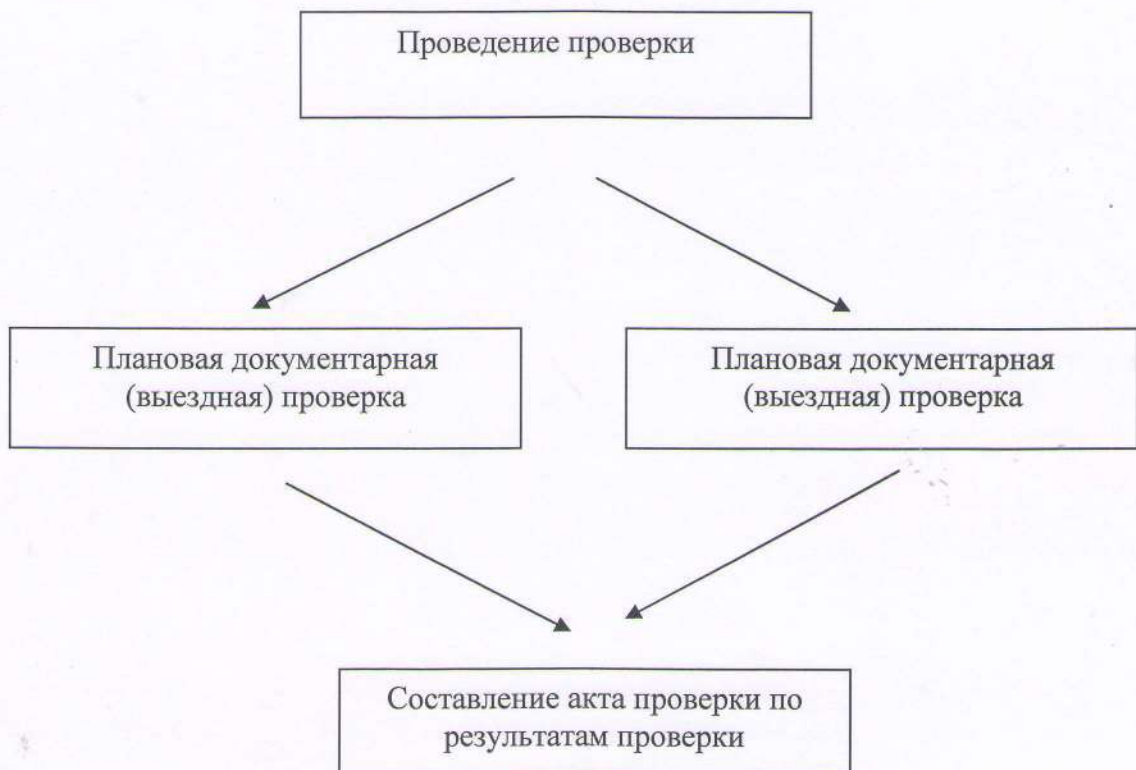 Проведение проверки
Плановая документарная
(выездная) проверка
Плановая документарная
(выездная) проверка
Составление акта проверки по
результатам проверки